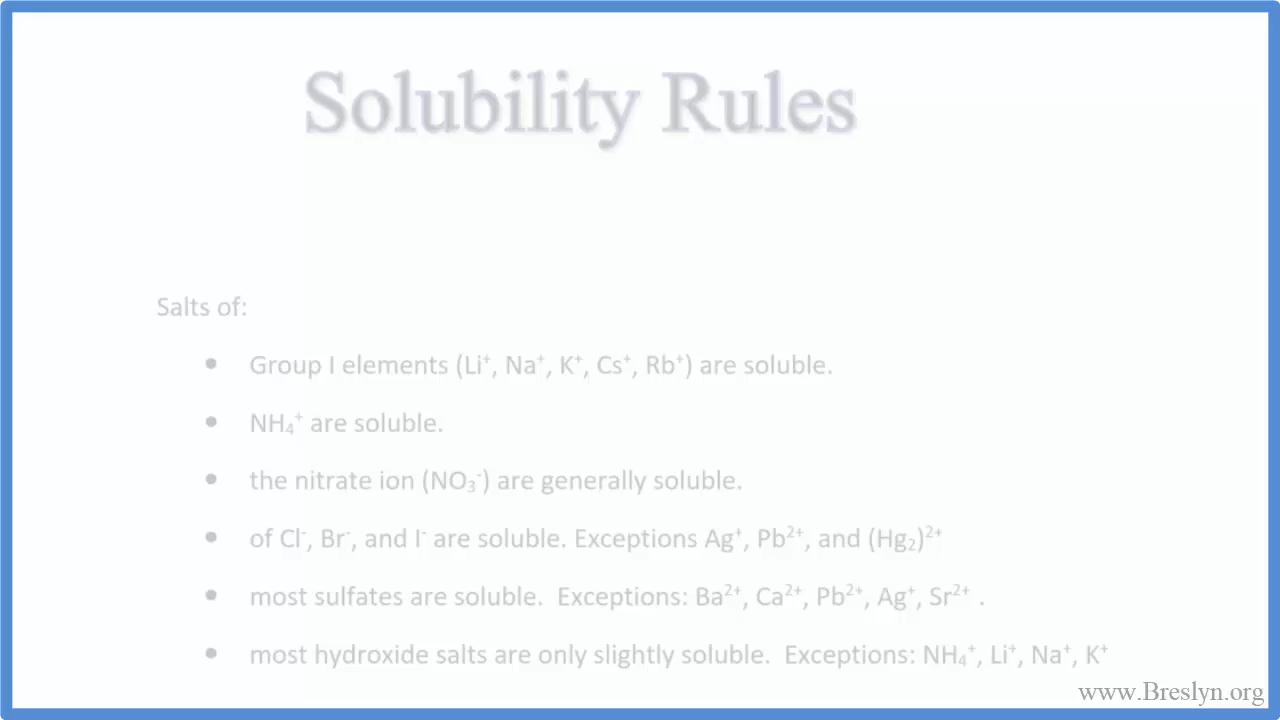 Solubility Rules
Salts of:
• Group I elements (Li⁺, Na⁺, K⁺, Cs⁺, Rb⁺) are soluble.
• NH₄⁺ are soluble.
• the nitrate ion (NO₃⁻) are generally soluble.
• of Cl⁻, Br⁻, and I⁻ are soluble. Exceptions Ag⁺, Pb²⁺, and (Hg₂)²⁺
• most sulfates are soluble.  Exceptions: Ba²⁺, Ca²⁺, Pb²⁺, Ag⁺, Sr²⁺ .
• most hydroxide salts are only slightly soluble.  Exceptions: NH₄⁺, Li⁺, Na⁺, K⁺
www.Breslyn.org